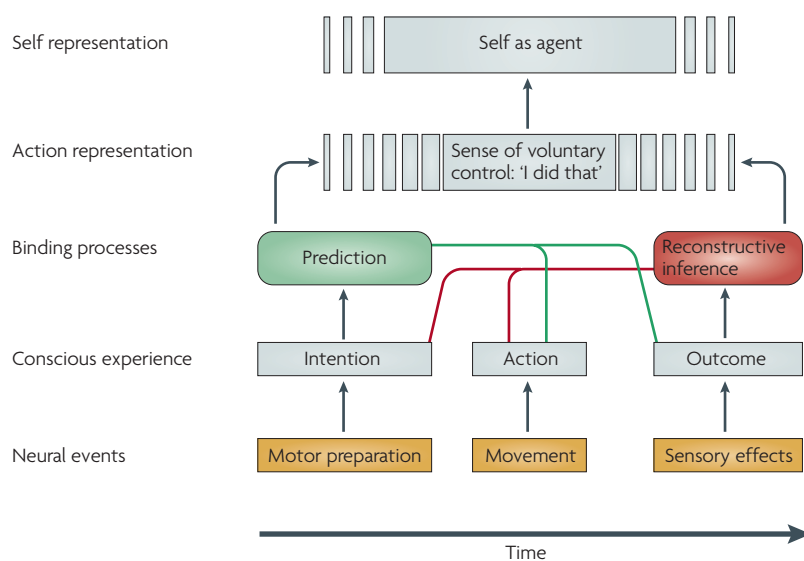 Self representation
Self as agent
Action representation
Sense of voluntary
control: ‘I did that’
Binding processes
Prediction
Reconstructive
inference
Conscious experience
Intention
Action
Outcome
Neural events
Motor preparation
Movement
Sensory effects
Time